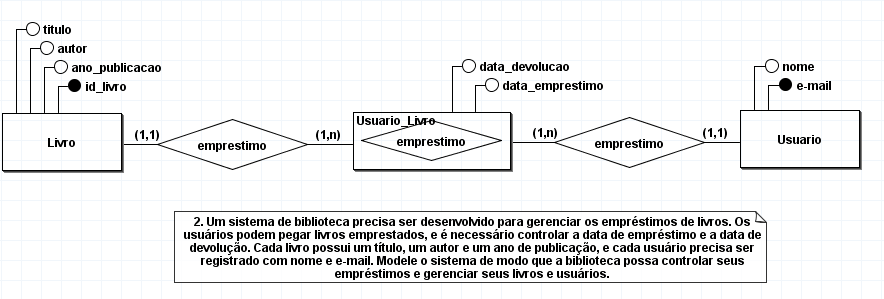 titulo
autor
ano_publicacao
id_livro
data_devolucao
data_emprestimo
nome
e-mail
Livro
(1,1)
emprestimo
(1,n)
Usuario_Livro
emprestimo
(1,n)
emprestimo
(1,1)
Usuario
2. Um sistema de biblioteca precisa ser desenvolvido para gerenciar os empréstimos de livros. Os
usuários podem pegar livros emprestados, e é necessário controlar a data de empréstimo e a data de
devolução. Cada livro possui um título, um autor e um ano de publicação, e cada usuário precisa ser
registrado com nome e e-mail. Modele o sistema de modo que a biblioteca possa controlar seus
empréstimos e gerenciar seus livros e usuários.